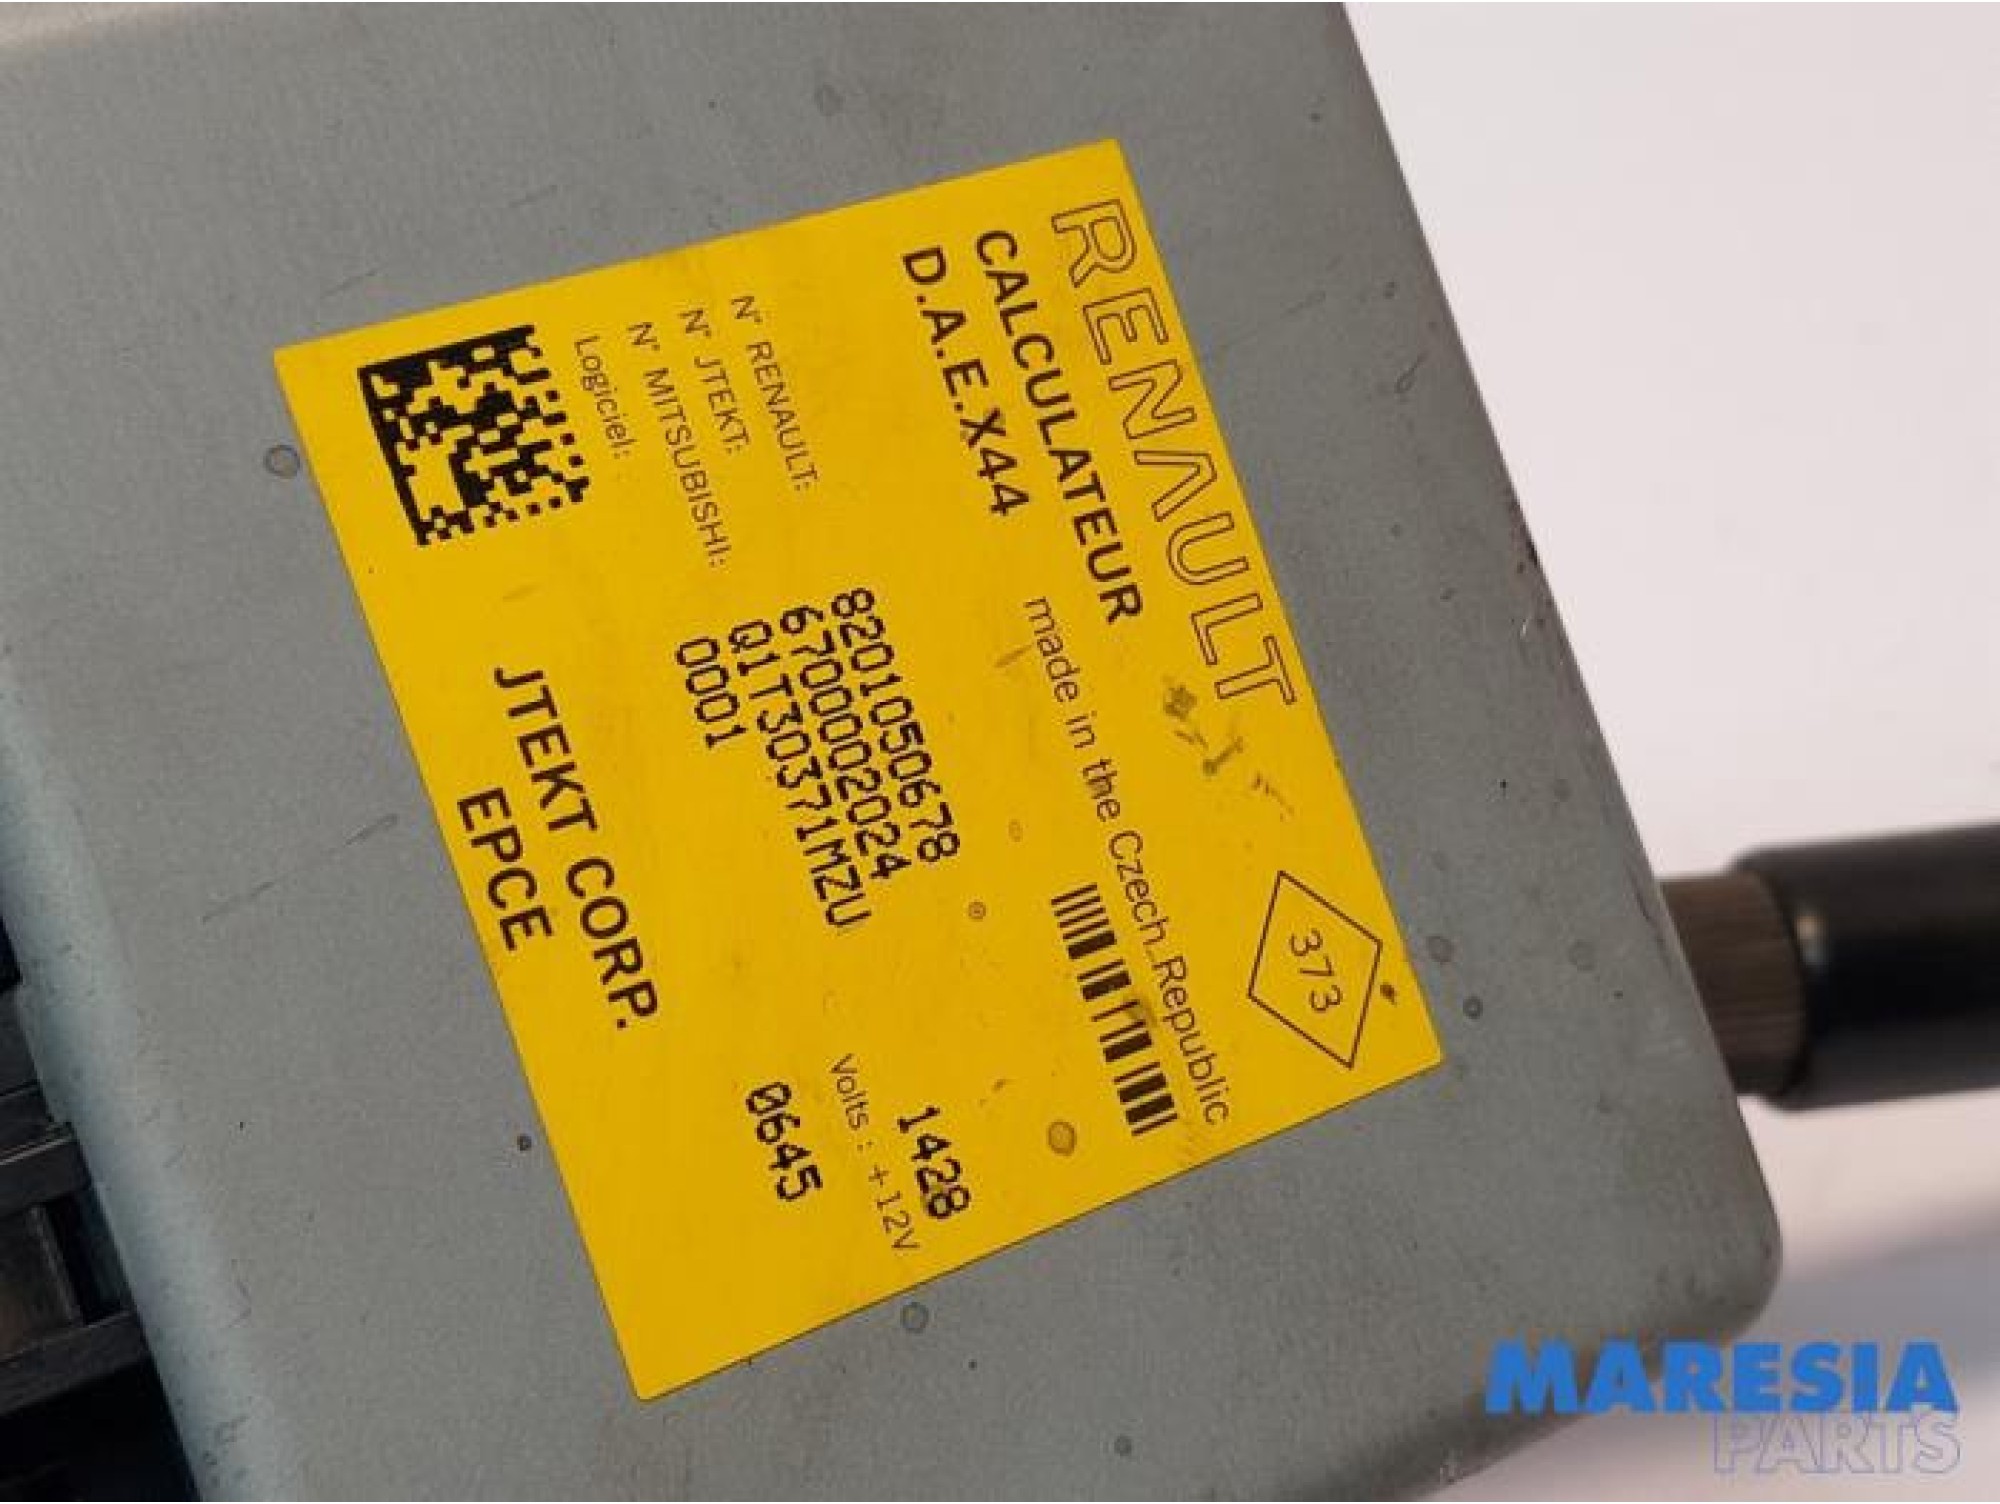 RENAULT
CALCULATEUR
D.A.E.X44
made in the Czech Republic
373
N° RENAULT: 8201050678
N° JTEKT: 6700002024
N° MITSUBISHI: Q1T30371MZU
Logiciel: 0001
1428
Volts : +12V
0645
JTEKT CORP.
EPCE
MARESIA
PARTS